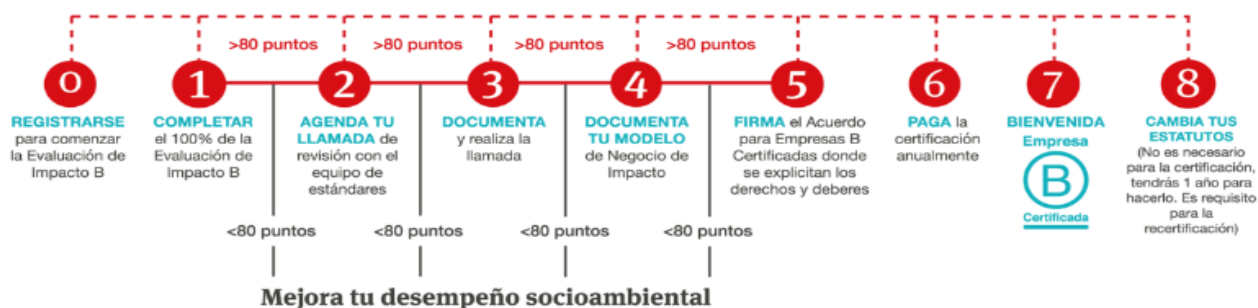 >80 puntos >80 puntos >80 puntos >80 puntos
0 1 2 3 4 5 6 7 8
REGISTRARSE
para comenzar
la Evaluación de
Impacto B
COMPLETAR
el 100% de la
Evaluación de
Impacto B
AGENDA TU
LLAMADA de
revisión con el
equipo de
estándares
DOCUMENTA
y realiza la
llamada
DOCUMENTA
TU MODELO
de Negocio de
Impacto
FIRMA el Acuerdo
para Empresas B
Certificadas donde
se explicitan los
derechos y deberes
PAGA la
certificación
anualmente
BIENVENIDA
Empresa
B
Certificada
CAMBIA TUS
ESTATUTOS
(No es necesario
para la certificación,
tendrás 1 año para
hacerlo. Es requisito
para la
recertificación)
<80 puntos <80 puntos <80 puntos <80 puntos
Mejora tu desempeño socioambiental